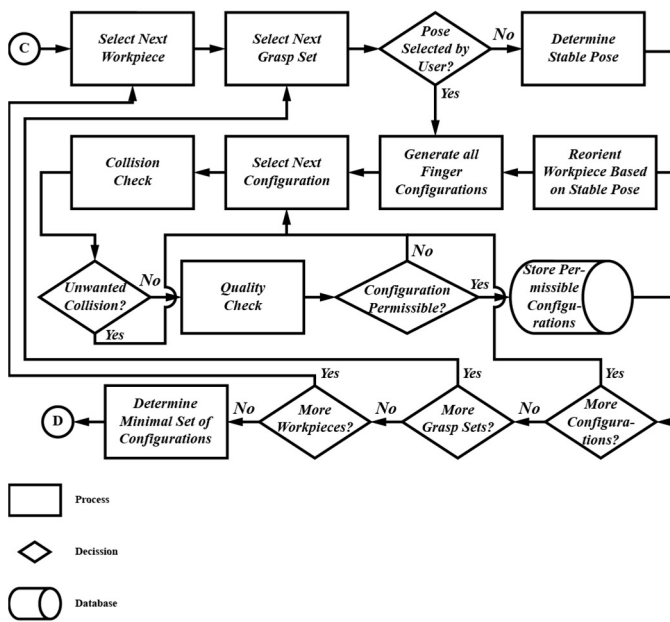 C
Select Next
Workpiece
Select Next
Grasp Set
Pose
Selected by
User?
No
Determine
Stable Pose
Yes
Collision
Check
Select Next
Configuration
Generate all
Finger
Configurations
Reorient
Workpiece Based
on Stable Pose
Unwanted
Collision?
No
Yes
Quality
Check
No
Configuration
Permissible?
Yes
Store Per-
missible
Configu-
rations
D
Determine
Minimal Set of
Configurations
No
Yes
More
Workpieces?
No
Yes
More
Grasp Sets?
No
Yes
More
Configura-
tions?
Process
Decission
Database